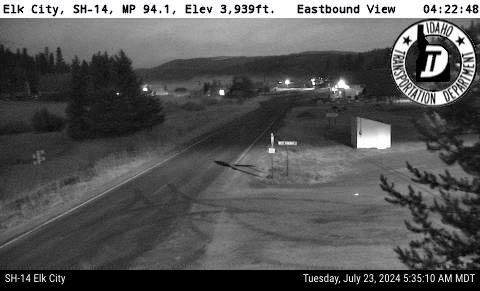 Elk City, SH-14, MP 94.1, Elev 3,939ft. Eastbound View 04:22:48
IDAHO
TRANSPORTATION DEPARTMENT
SH-14 Elk City Tuesday, July 23, 2024 5:35:10 AM MDT